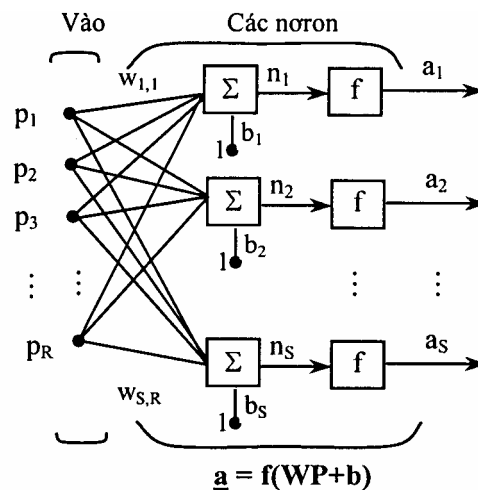 Vào Các nơron
w1,1 Σ n1 f a1
p1 1 b1
p2 Σ n2 f a2
p3 1 b2
⋮ ⋮ ⋮ ⋮
pR Σ nS f aS
wS,R 1 bS
a = f(WP+b)